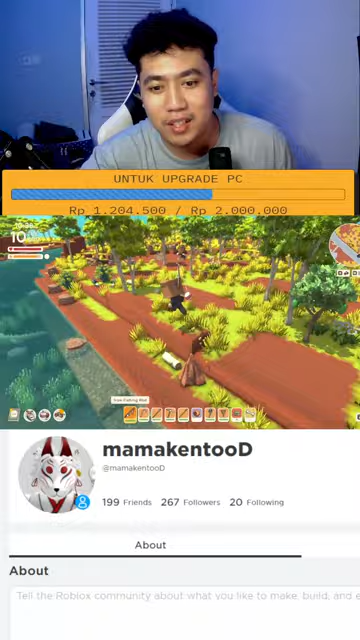 UNTUK UPGRADE PC
Rp 1.204.500 / Rp 2.000.000
10
mamakentooD
@mamakentooD
199 Friends 267 Followers 20 Following
About
About
Tell the Roblox community about what you like to make, build, and e